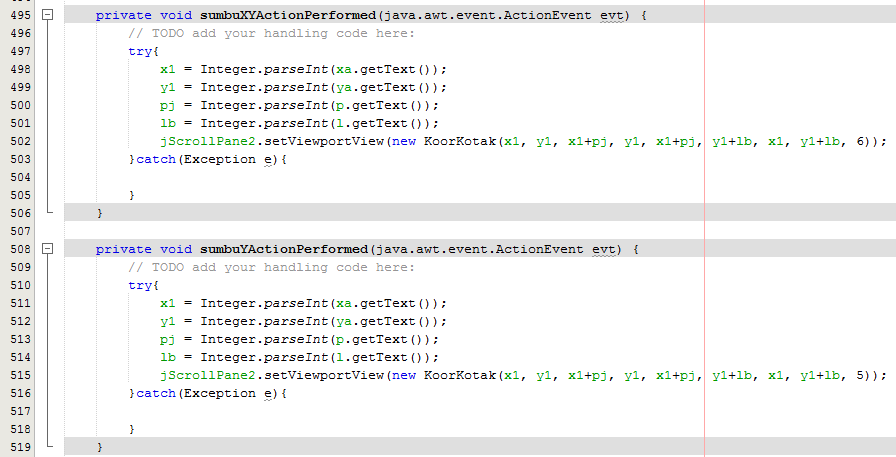 495 private void sumbuXYActionPerformed(java.awt.event.ActionEvent evt) {
496 // TODO add your handling code here:
497 try{
498 x1 = Integer.parseInt(xa.getText());
499 y1 = Integer.parseInt(ya.getText());
500 pj = Integer.parseInt(p.getText());
501 lb = Integer.parseInt(l.getText());
502 jScrollPane2.setViewportView(new KoorKotak(x1, y1, x1+pj, y1, x1+pj, y1+lb, x1, y1+lb, 6));
503 }catch(Exception e){
504
505 }
506 }
507
508 private void sumbuYActionPerformed(java.awt.event.ActionEvent evt) {
509 // TODO add your handling code here:
510 try{
511 x1 = Integer.parseInt(xa.getText());
512 y1 = Integer.parseInt(ya.getText());
513 pj = Integer.parseInt(p.getText());
514 lb = Integer.parseInt(l.getText());
515 jScrollPane2.setViewportView(new KoorKotak(x1, y1, x1+pj, y1, x1+pj, y1+lb, x1, y1+lb, 5));
516 }catch(Exception e){
517
518 }
519 }